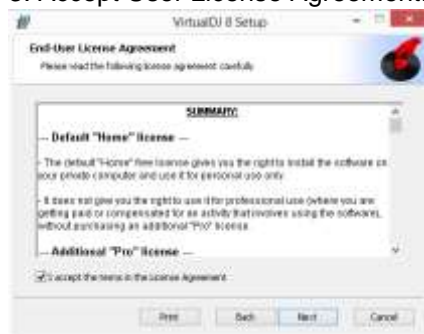 Accept User License Agreement.
VirtualDJ 8 Setup
End-User License Agreement
Please read the following license agreement carefully
SUMMARY:
--- Default "Home" license ---
- The default "Home" free license gives you the right to install the software on
your private computer and use it for personal use only.
- It does not give you the right to use it for professional use (where you are
getting paid or compensated for an activity that involves using the software),
without purchasing an additional "Pro" license.
--- Additional "Pro" license ---
I accept the terms in the License Agreement
Print Back Next Cancel